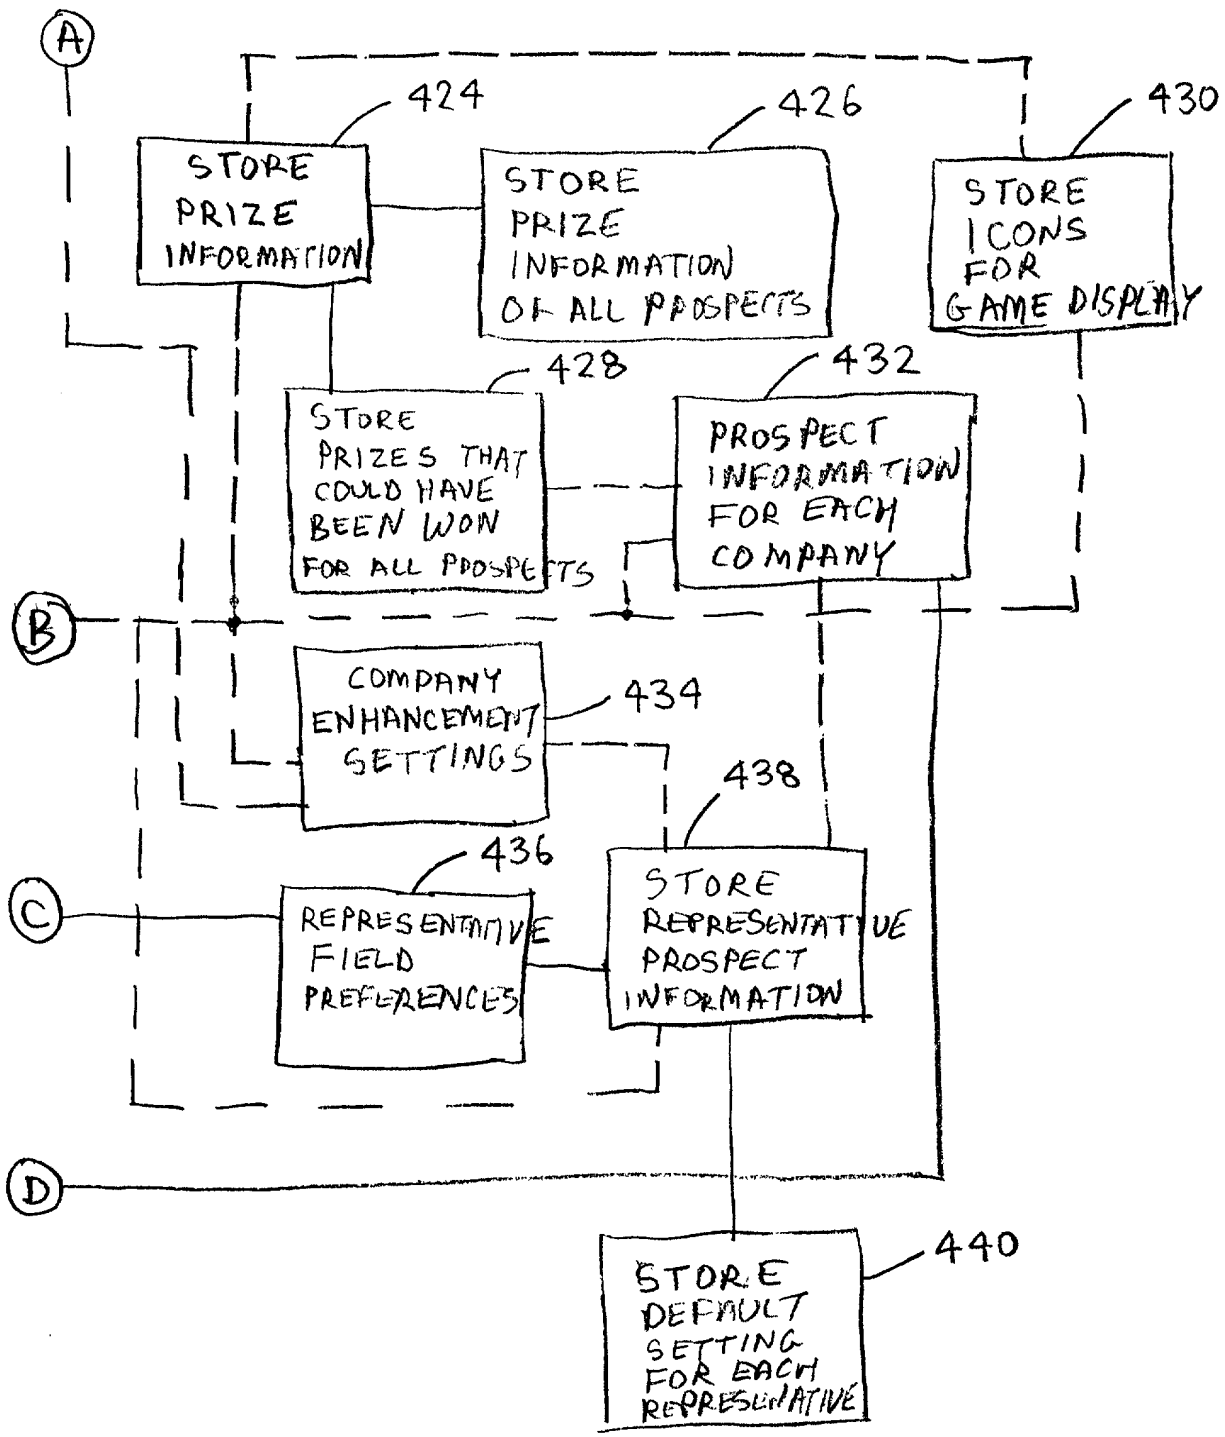 A
424
STORE
PRIZE
INFORMATION
426
STORE
PRIZE
INFORMATION
OF ALL PROSPECTS
430
STORE
ICONS
FOR
GAME DISPLAY
428
STORE
PRIZES THAT
COULD HAVE
BEEN WON
FOR ALL PROSPECTS
432
PROSPECT
INFORMATION
FOR EACH
COMPANY
B
COMPANY
ENHANCEMENT
SETTINGS
434
438
STORE
REPRESENTATIVE
PROSPECT
INFORMATION
C
436
REPRESENTATIVE
FIELD
PREFERENCES
D
440
STORE
DEFAULT
SETTING
FOR EACH
REPRESENTATIVE